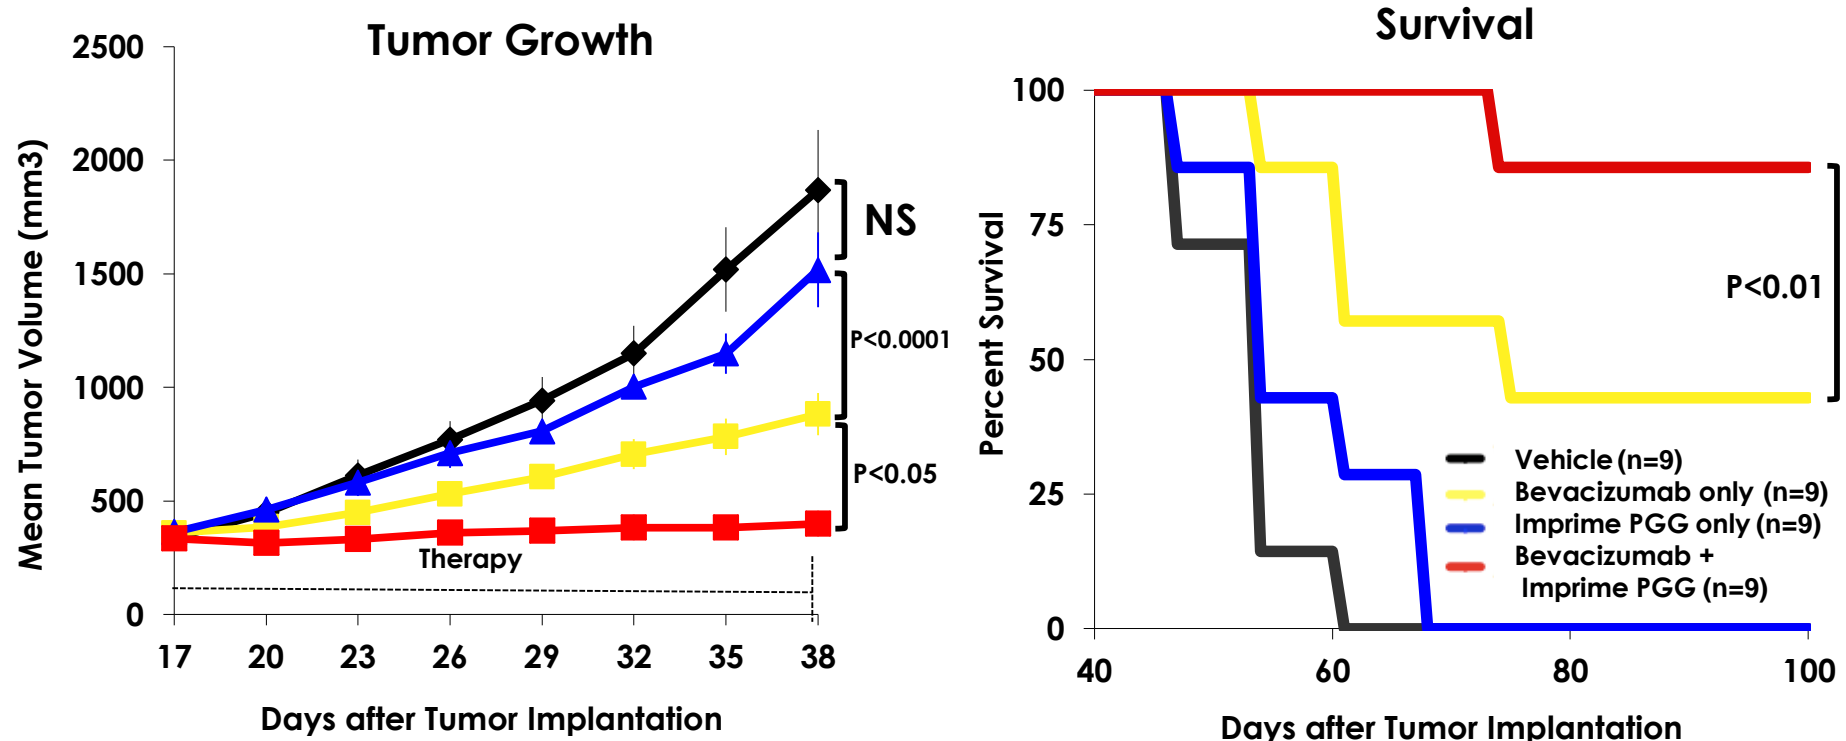 Tumor Growth
2500
2000
1500
1000
500
0
Mean Tumor Volume (mm3)
NS
P<0.0001
P<0.05
Therapy
17 20 23 26 29 32 35 38
Days after Tumor Implantation
Survival
100
75
50
25
0
Percent Survival
P<0.01
Vehicle (n=9)
Bevacizumab only (n=9)
Imprime PGG only (n=9)
Bevacizumab +
Imprime PGG (n=9)
40 60 80 100
Days after Tumor Implantation